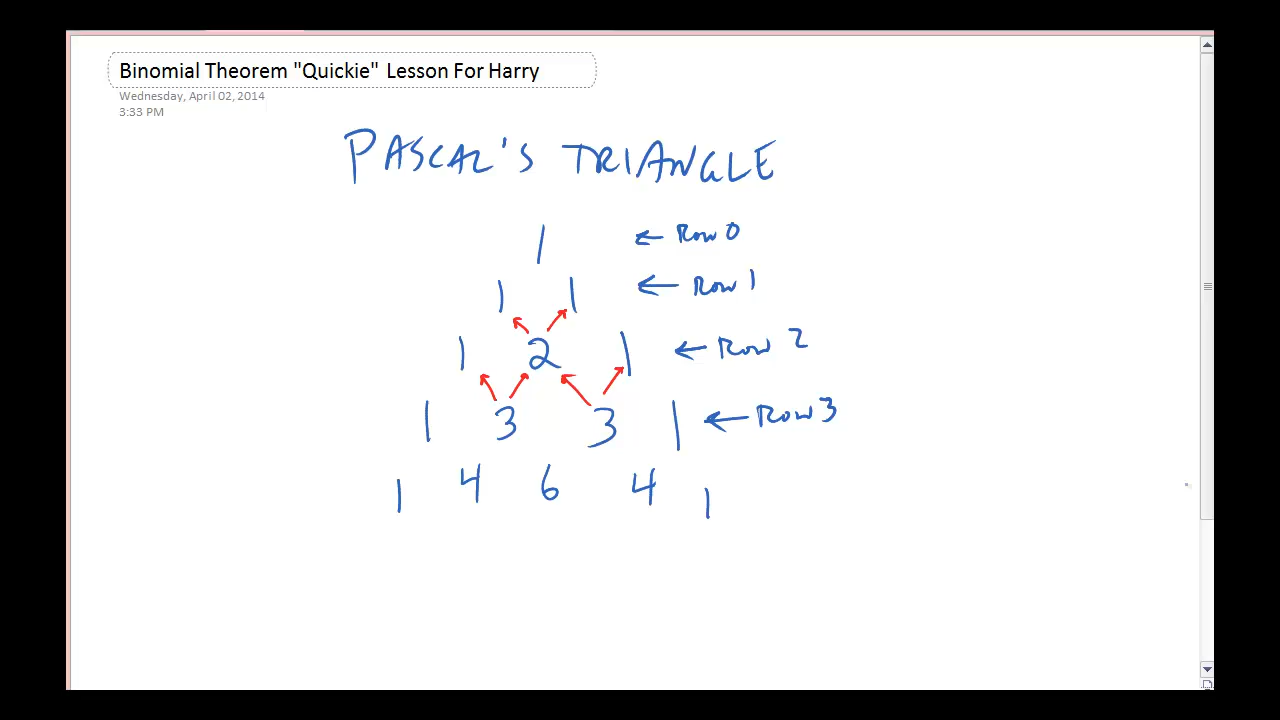 Binomial Theorem "Quickie" Lesson For Harry
Wednesday, April 02, 2014
3:33 PM
PASCAL'S TRIANGLE
1 ← Row 0
1 1 ← Row 1
1 2 1 ← Row 2
1 3 3 1 ← Row 3
1 4 6 4 1